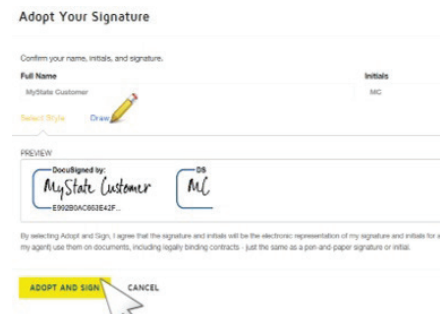 Adopt Your Signature
Confirm your name, initials, and signature.
Full Name Initials
MyState Customer MC
Select Style Draw
PREVIEW
DocuSigned by: DS
MyState Customer MC
E992B0AC663E42F...
By selecting Adopt and Sign, I agree that the signature and initials will be the electronic representation of my signature and initials for a
my agent) use them on documents, including legally binding contracts - just the same as a pen-and-paper signature or initial.
ADOPT AND SIGN CANCEL